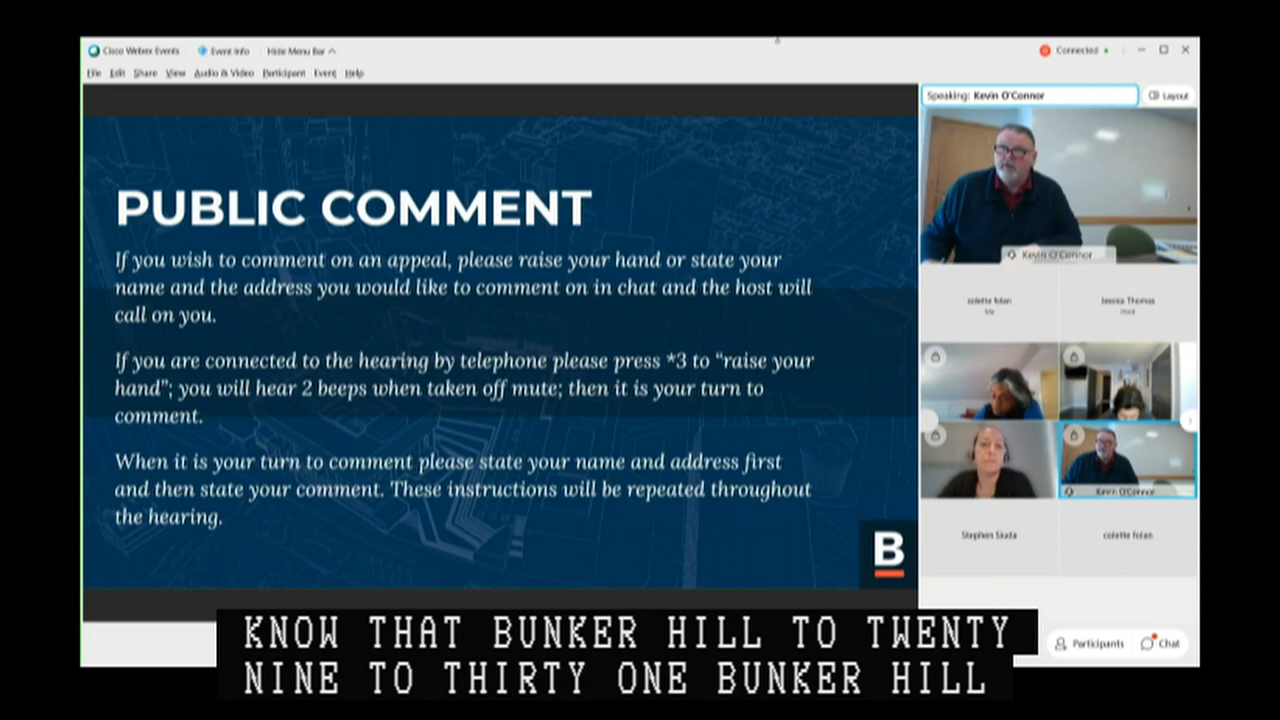 Cisco Webex Events
Event Info
Hide Menu Bar
Connected
File Edit Share View Audio & Video Participant Event Help
Speaking: Kevin O'Connor
Layout
PUBLIC COMMENT
If you wish to comment on an appeal, please raise your hand or state your
name and the address you would like to comment on in chat and the host will
call on you.
If you are connected to the hearing by telephone please press *3 to “raise your
hand”; you will hear 2 beeps when taken off mute; then it is your turn to
comment.
When it is your turn to comment please state your name and address first
and then state your comment. These instructions will be repeated throughout
the hearing.
B
Kevin O'Connor
colette folan
Me
Jessica Thomas
Host
Kevin O'Connor
Stephen Siuda
colette folan
Participants
Chat
KNOW THAT BUNKER HILL TO TWENTY
NINE TO THIRTY ONE BUNKER HILL